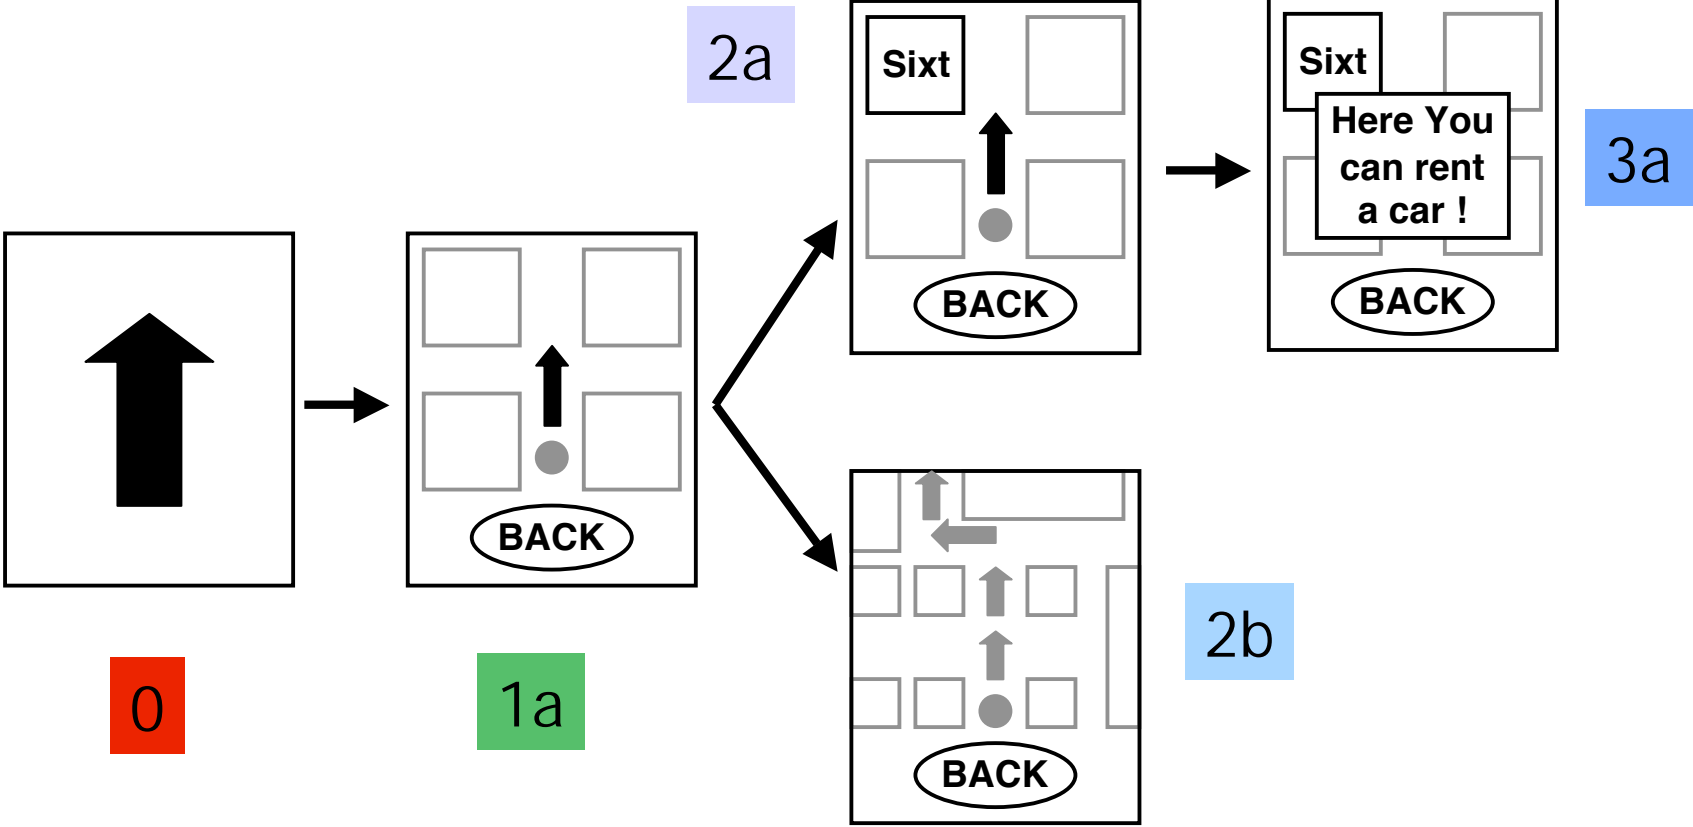 2a
Sixt
BACK
Sixt
Here You
can rent
a car !
BACK
3a
BACK
0
1a
BACK
2b